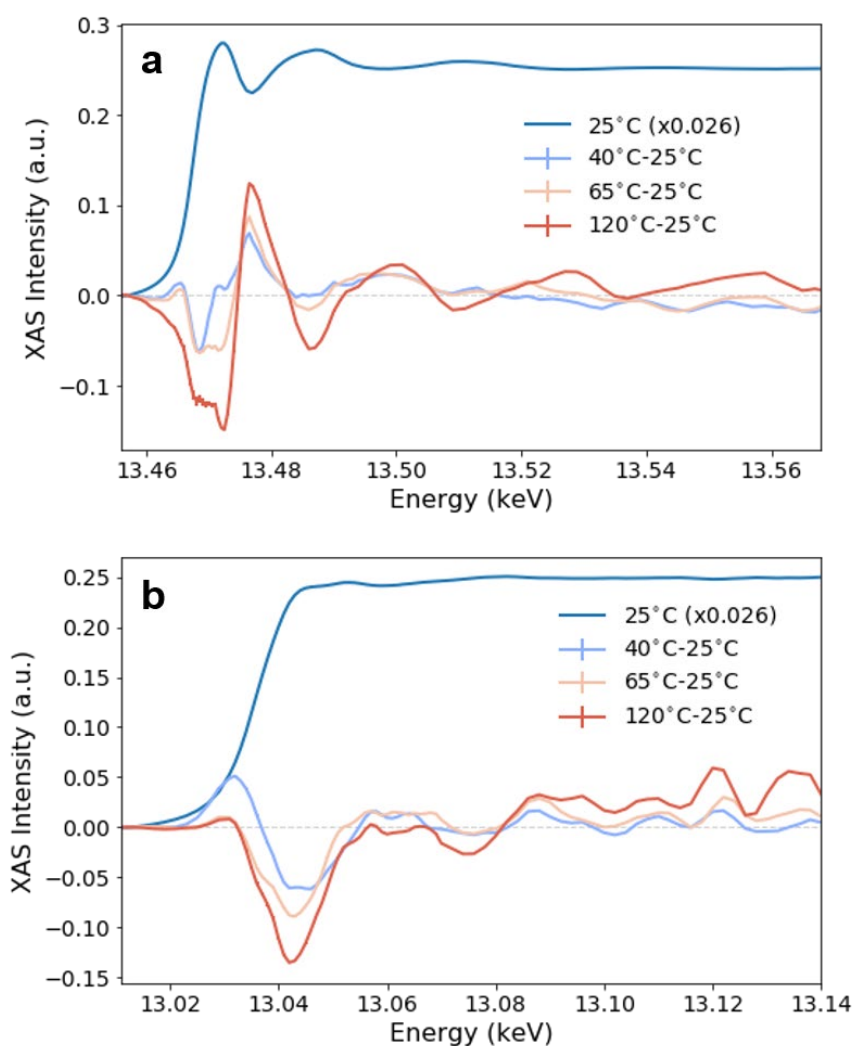 a
0.3
0.2
0.1
0.0
−0.1
XAS Intensity (a.u.)
25°C (x0.026)
40°C-25°C
65°C-25°C
120°C-25°C
13.46 13.48 13.50 13.52 13.54 13.56
Energy (keV)
b
0.25
0.20
0.15
0.10
0.05
0.00
−0.05
−0.10
−0.15
XAS Intensity (a.u.)
25°C (x0.026)
40°C-25°C
65°C-25°C
120°C-25°C
13.02 13.04 13.06 13.08 13.10 13.12 13.14
Energy (keV)